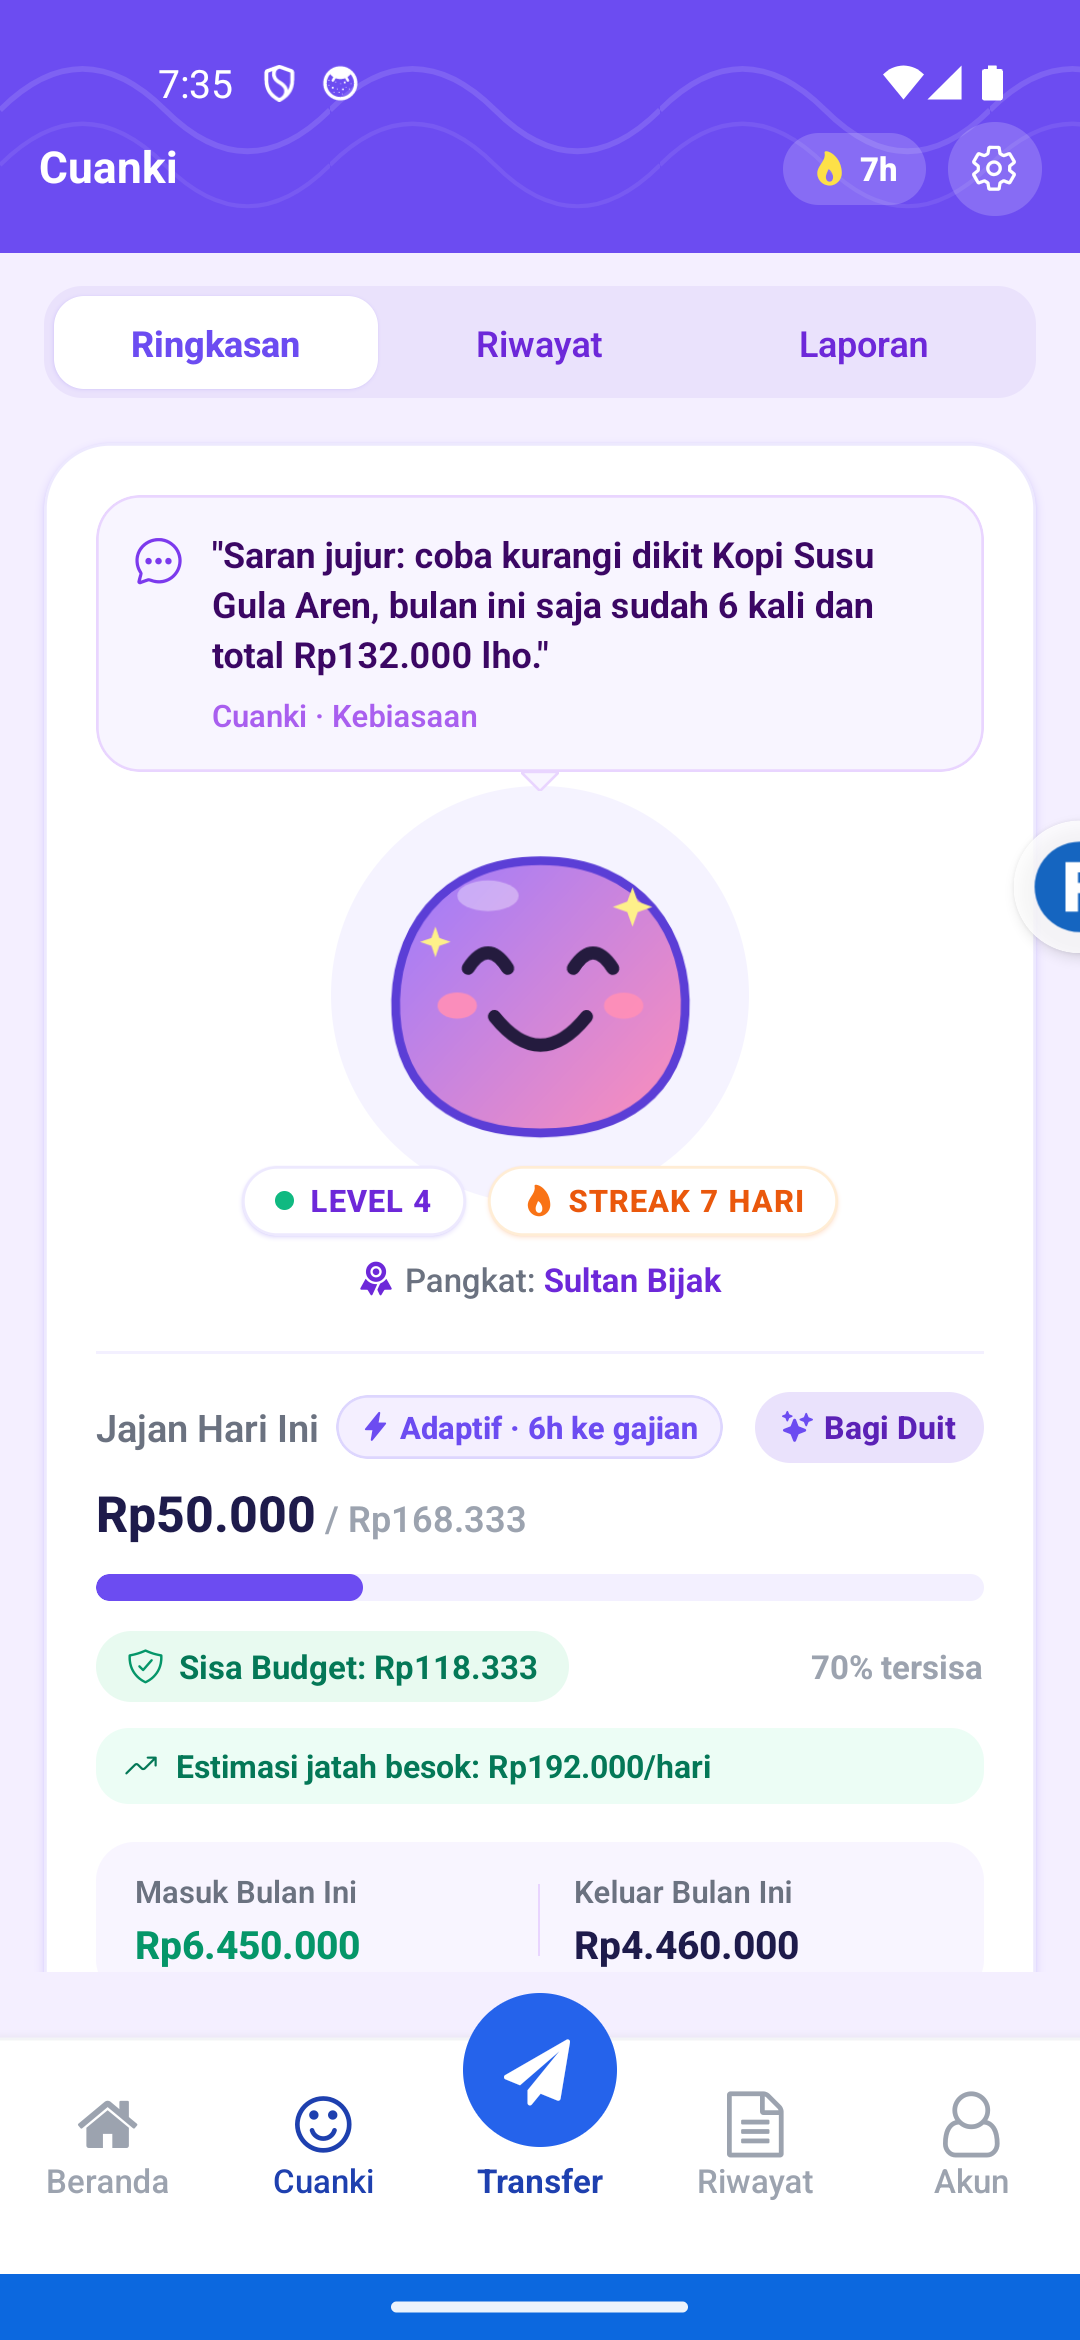 7:35
Cuanki
7h
Ringkasan
Riwayat
Laporan
"Saran jujur: coba kurangi dikit Kopi Susu
Gula Aren, bulan ini saja sudah 6 kali dan
total Rp132.000 lho."
Cuanki · Kebiasaan
LEVEL 4
STREAK 7 HARI
Pangkat: Sultan Bijak
Jajan Hari Ini
Adaptif · 6h ke gajian
Bagi Duit
Rp50.000 / Rp168.333
Sisa Budget: Rp118.333
70% tersisa
Estimasi jatah besok: Rp192.000/hari
Masuk Bulan Ini
Keluar Bulan Ini
Rp6.450.000
Rp4.460.000
Beranda
Cuanki
Transfer
Riwayat
Akun